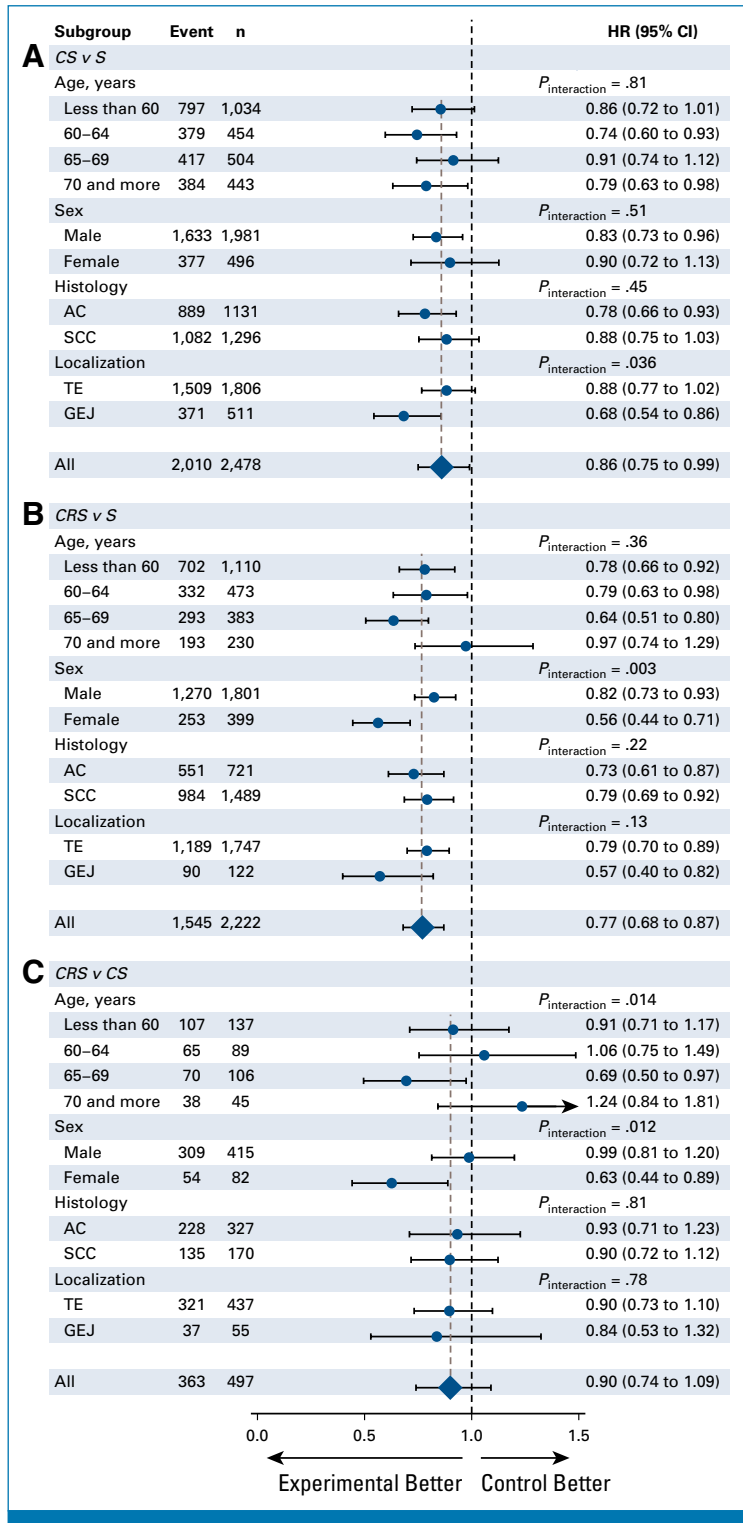 Subgroup Event n HR (95% CI)
A CS v S
Age, years Pinteraction = .81
Less than 60 797 1,034 0.86 (0.72 to 1.01)
60–64 379 454 0.74 (0.60 to 0.93)
65–69 417 504 0.91 (0.74 to 1.12)
70 and more 384 443 0.79 (0.63 to 0.98)
Sex Pinteraction = .51
Male 1,633 1,981 0.83 (0.73 to 0.96)
Female 377 496 0.90 (0.72 to 1.13)
Histology Pinteraction = .45
AC 889 1131 0.78 (0.66 to 0.93)
SCC 1,082 1,296 0.88 (0.75 to 1.03)
Localization Pinteraction = .036
TE 1,509 1,806 0.88 (0.77 to 1.02)
GEJ 371 511 0.68 (0.54 to 0.86)
All 2,010 2,478 0.86 (0.75 to 0.99)
B CRS v S
Age, years Pinteraction = .36
Less than 60 702 1,110 0.78 (0.66 to 0.92)
60–64 332 473 0.79 (0.63 to 0.98)
65–69 293 383 0.64 (0.51 to 0.80)
70 and more 193 230 0.97 (0.74 to 1.29)
Sex Pinteraction = .003
Male 1,270 1,801 0.82 (0.73 to 0.93)
Female 253 399 0.56 (0.44 to 0.71)
Histology Pinteraction = .22
AC 551 721 0.73 (0.61 to 0.87)
SCC 984 1,489 0.79 (0.69 to 0.92)
Localization Pinteraction = .13
TE 1,189 1,747 0.79 (0.70 to 0.89)
GEJ 90 122 0.57 (0.40 to 0.82)
All 1,545 2,222 0.77 (0.68 to 0.87)
C CRS v CS
Age, years Pinteraction = .014
Less than 60 107 137 0.91 (0.71 to 1.17)
60–64 65 89 1.06 (0.75 to 1.49)
65–69 70 106 0.69 (0.50 to 0.97)
70 and more 38 45 1.24 (0.84 to 1.81)
Sex Pinteraction = .012
Male 309 415 0.99 (0.81 to 1.20)
Female 54 82 0.63 (0.44 to 0.89)
Histology Pinteraction = .81
AC 228 327 0.93 (0.71 to 1.23)
SCC 135 170 0.90 (0.72 to 1.12)
Localization Pinteraction = .78
TE 321 437 0.90 (0.73 to 1.10)
GEJ 37 55 0.84 (0.53 to 1.32)
All 363 497 0.90 (0.74 to 1.09)
0.0 0.5 1.0 1.5
Experimental Better Control Better